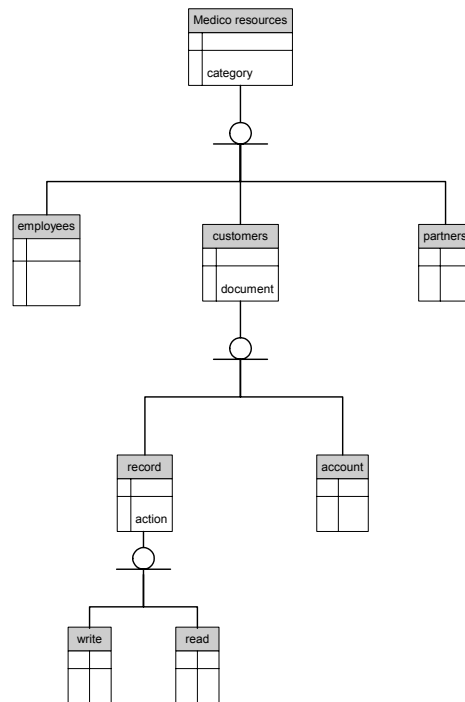 Medico resources
category
employees
customers
partners
document
record
account
action
write
read